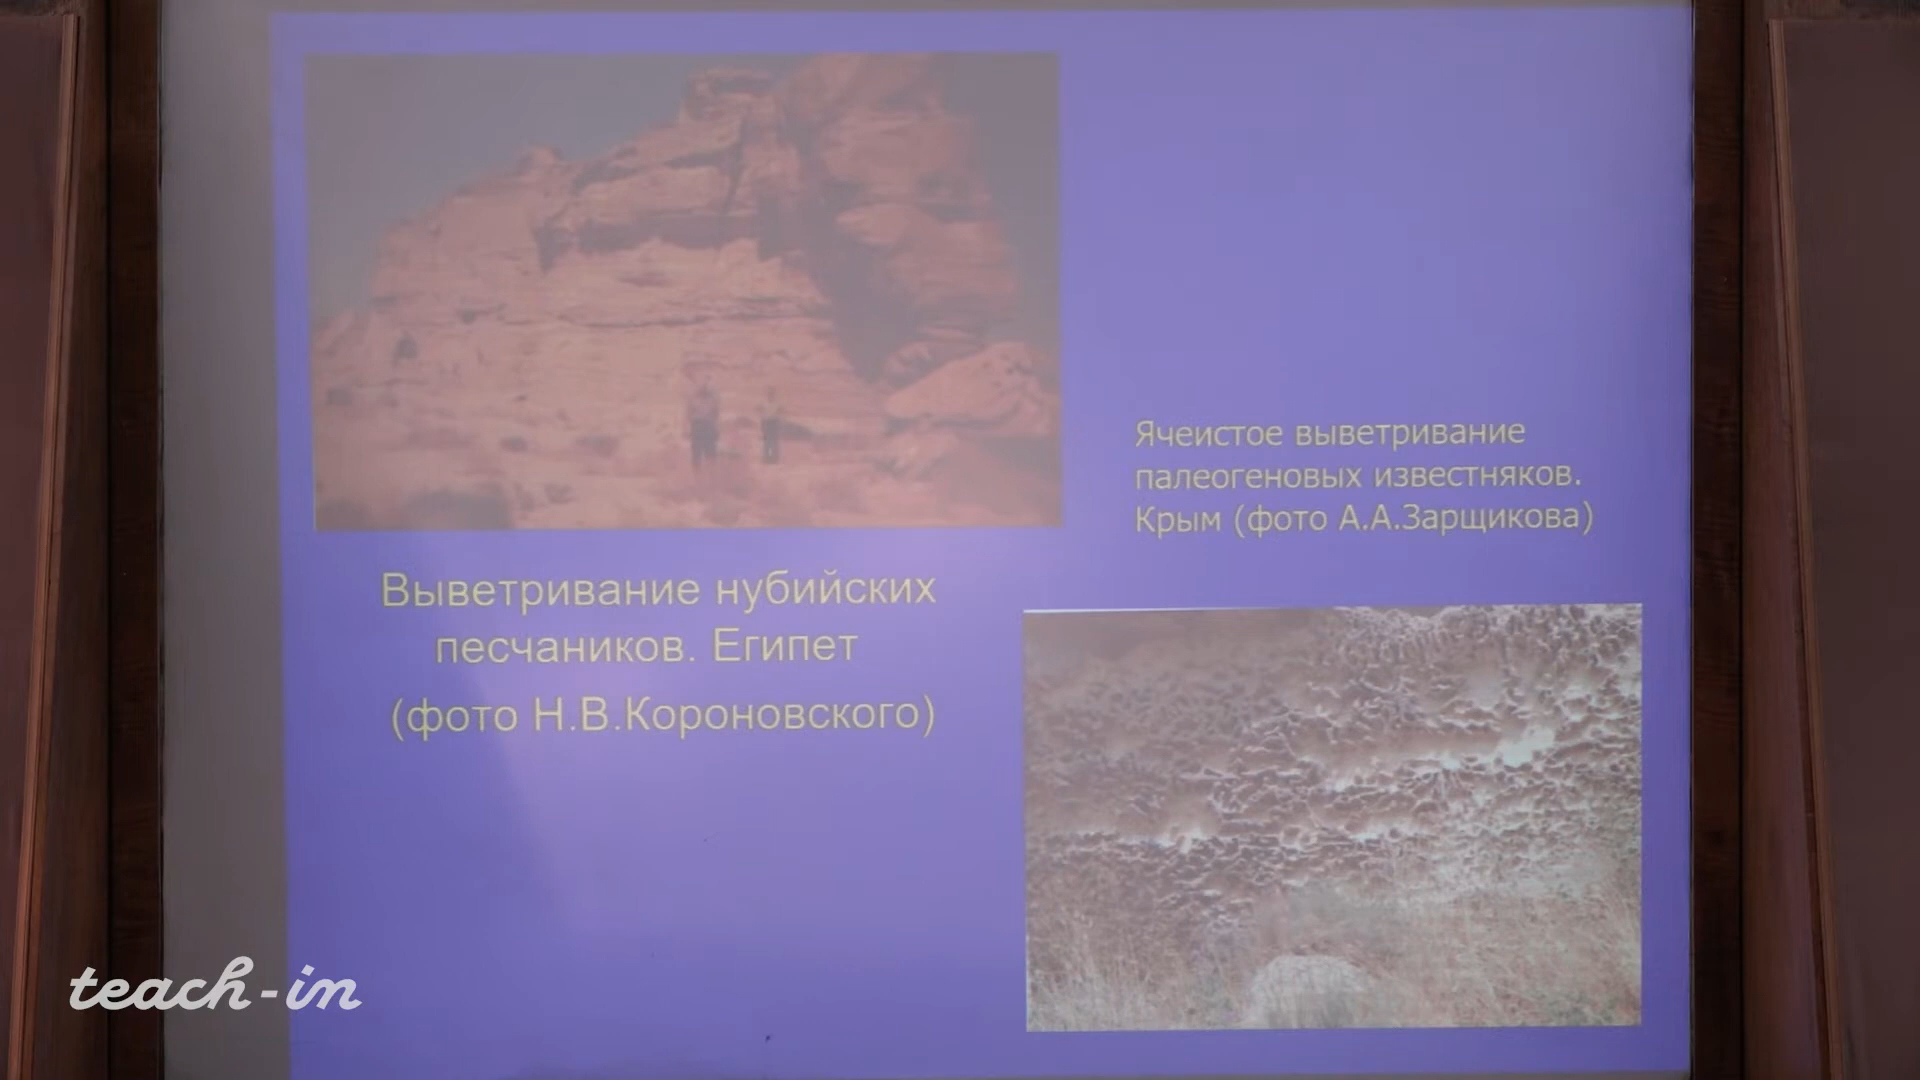 Ячеистое выветривание
палеогеновых известняков.
Крым (фото А.А.Зарщикова)
Выветривание нубийских
песчаников. Египет
(фото Н.В.Короновского)
teach-in